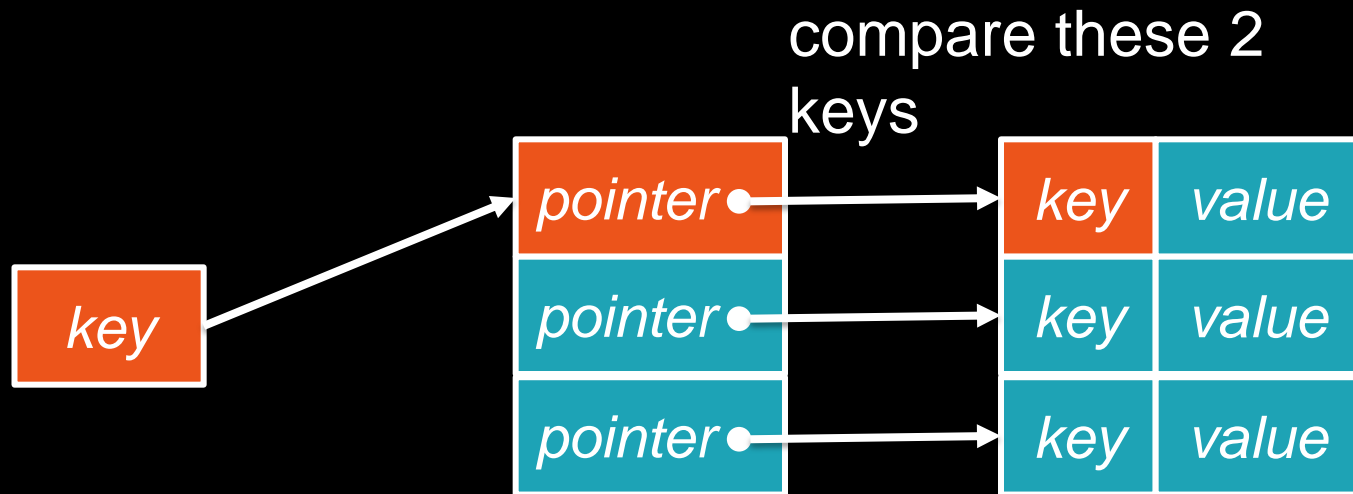 compare these 2
keys
pointer key value
key
pointer key value
pointer key value